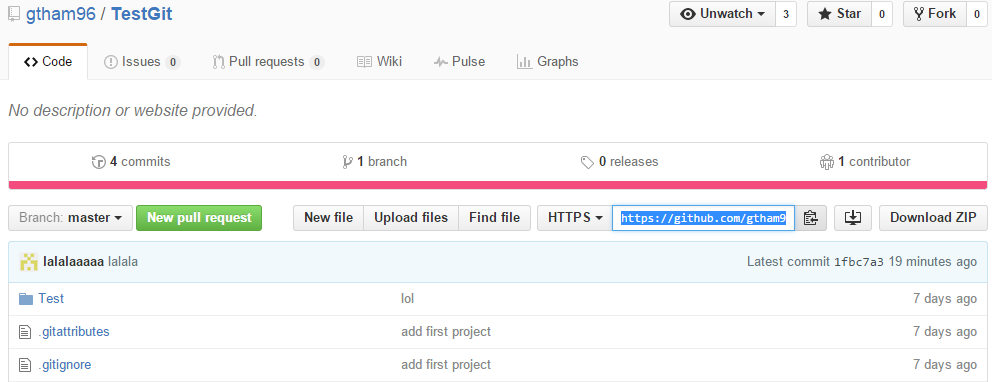 gtham96 / TestGit Unwatch 3 Star 0 Fork 0
Code Issues 0 Pull requests 0 Wiki Pulse Graphs
No description or website provided.
4 commits 1 branch 0 releases 1 contributor
Branch: master New pull request New file Upload files Find file HTTPS https://github.com/gtham9 Download ZIP
lalalaaaaa lalala Latest commit 1fbc7a3 19 minutes ago
Test lol 7 days ago
.gitattributes add first project 7 days ago
.gitignore add first project 7 days ago